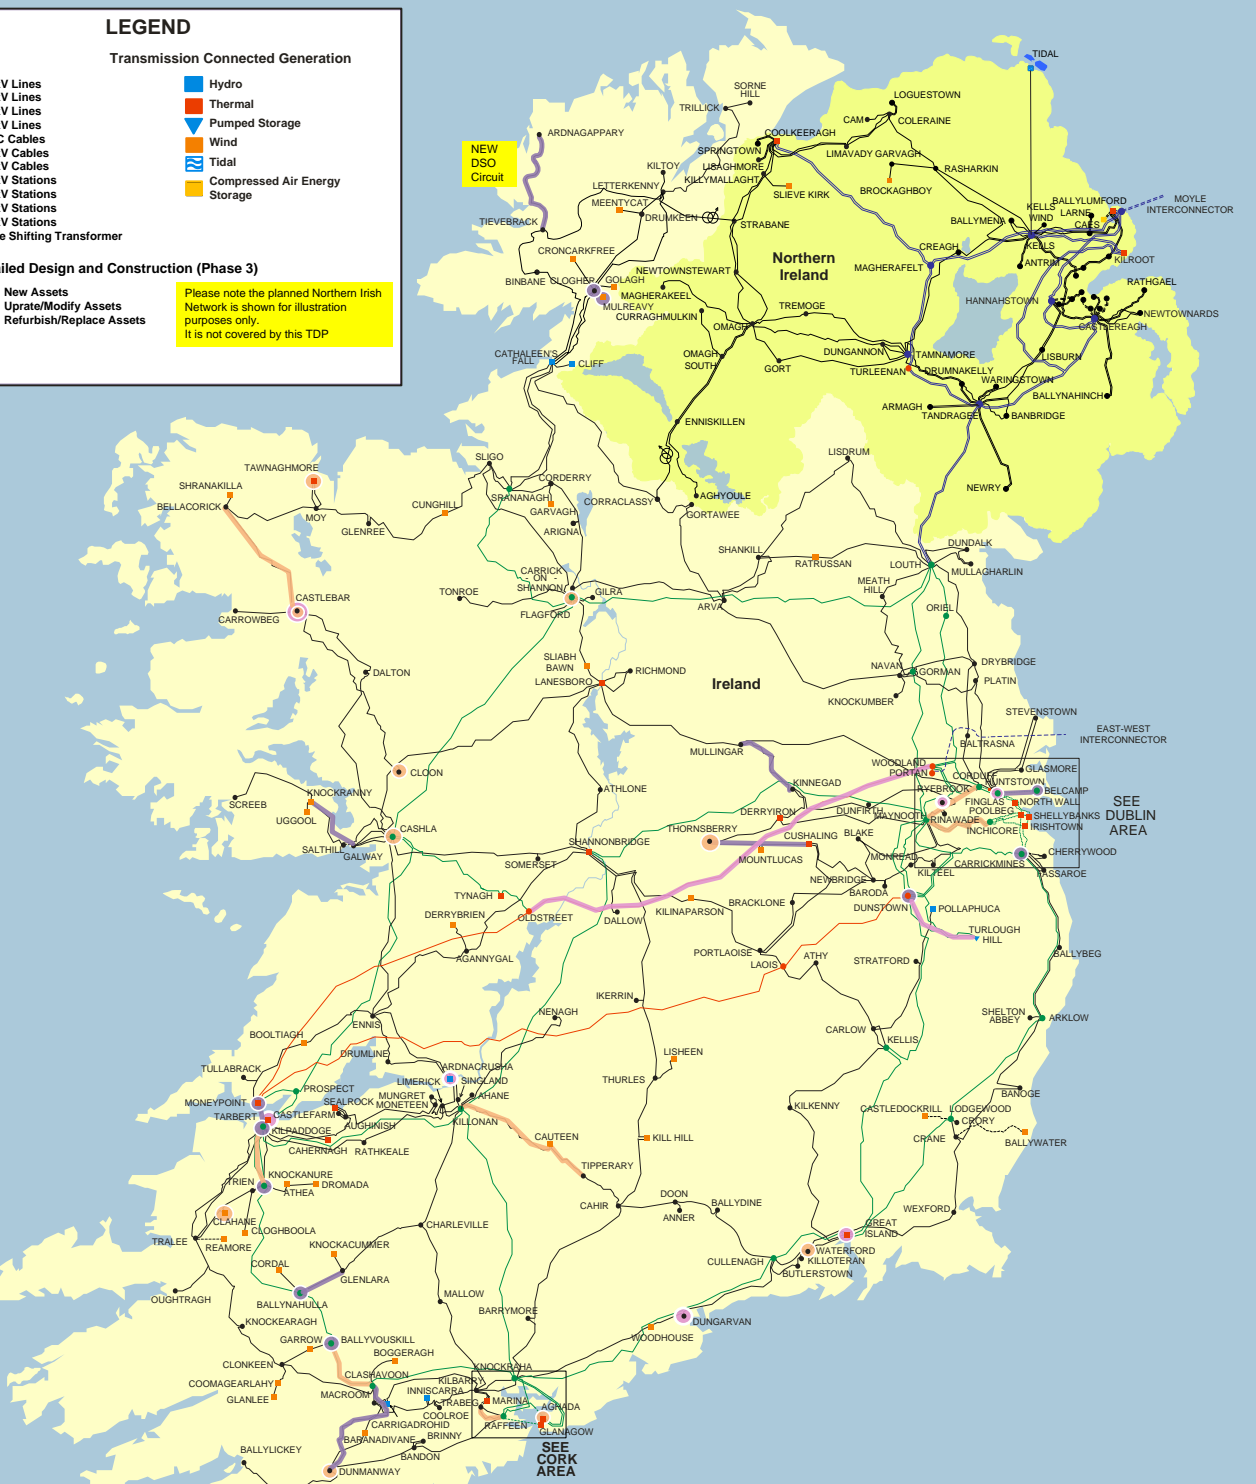 LEGEND
Transmission Connected Generation
V Lines
V Lines
V Lines
V Lines
C Cables
V Cables
V Cables
V Stations
V Stations
V Stations
V Stations
e Shifting Transformer
Hydro
Thermal
Pumped Storage
Wind
Tidal
Compressed Air Energy
Storage
iled Design and Construction (Phase 3)
New Assets
Uprate/Modify Assets
Refurbish/Replace Assets
Please note the planned Northern Irish
Network is shown for illustration
purposes only.
It is not covered by this TDP
NEW
DSO
Circuit
TIDAL
SORNE
HILL
TRILLICK
ARDNAGAPPARY
LOGUESTOWN
CAM
COLERAINE
COOLKEERAGH
SPRINGTOWN
LISAGHMORE
KILLYMALLAGHT
LIMAVADY
GARVAGH
RASHARKIN
BROCKAGHBOY
SLIEVE KIRK
KILTOY
LETTERKENNY
MEENTYCAT
DRUMKEEN
STRABANE
TIEVEBRACK
BALLYMENA
KELLS
WIND
BALLYLUMFORD
LARNE
CAES
MOYLE
INTERCONNECTOR
KELLS
CREAGH
MAGHERAFELT
ANTRIM
KILROOT
Northern
Ireland
CRONCARKFREE
BINBANE
CLOGHER
GOLAGH
MULREAVY
NEWTOWNSTEWART
MAGHERAKEEL
CURRAGHMULKIN
TREMOGE
OMAGH
HANNAHSTOWN
RATHGAEL
NEWTOWNARDS
CASTLEREAGH
CATHALEEN'S
FALL
CLIFF
OMAGH
SOUTH
GORT
DUNGANNON
TAMNAMORE
TURLEENAN
DRUMNAKELLY
WARINGSTOWN
LISBURN
BALLYNAHINCH
ARMAGH
TANDRAGEE
BANBRIDGE
ENNISKILLEN
NEWRY
LISDRUM
AGHYOULE
GORTAWEE
CORRACLASSY
SLIGO
SRANANAGH
CORDERRY
GARVAGH
ARIGNA
CUNGHILL
GLENREE
MOY
TAWNAGHMORE
SHRANAKILLA
BELLACORICK
CASTLEBAR
CARROWBEG
DALTON
TONROE
CARRICK
- ON -
SHANNON
FLAGFORD
GILRA
ARVA
SHANKILL
RATRUSSAN
LOUTH
DUNDALK
MULLAGHARLIN
MEATH
HILL
ORIEL
NAVAN
GORMAN
DRYBRIDGE
PLATIN
KNOCKUMBER
SLIABH
BAWN
LANESBORO
RICHMOND
Ireland
STEVENSTOWN
BALTRASNA
EAST-WEST
INTERCONNECTOR
MULLINGAR
WOODLAND
PORTAN
CORDUFF
GLASMORE
HUNTSTOWN
BELCAMP
RYEBROOK
FINGLAS
NORTH WALL
POOLBEG
SHELLYBANKS
IRISHTOWN
INCHICORE
MAYNOOTH
RINAWADE
SEE
DUBLIN
AREA
CARRICKMINES
CHERRYWOOD
FASSAROE
KILTEEL
MONREAD
BLAKE
DUNFIRTH
KINNEGAD
DERRYIRON
CUSHALING
THORNSBERRY
MOUNTLUCAS
NEWBRIDGE
BARODA
DUNSTOWN
POLLAPHUCA
TURLOUGH
HILL
BALLYBEG
CLOON
ATHLONE
KNOCKRANNY
SCREEB
UGGOOL
SALTHILL
GALWAY
CASHLA
SHANNONBRIDGE
SOMERSET
TYNAGH
OLDSTREET
DALLOW
KILINAPARSON
BRACKLONE
PORTLAOISE
LAOIS
ATHY
STRATFORD
DERRYBRIEN
AGANNYGAL
IKERRIN
NENAGH
CARLOW
KELLIS
SHELTON
ABBEY
ARKLOW
ENNIS
BOOLTIAGH
DRUMLINE
TULLABRACK
ARDNACRUSHA
LIMERICK
SINGLAND
AHANE
MUNGRET
MONETEEN
KILLONAN
LISHEEN
THURLES
PROSPECT
MONEYPOINT
SEALROCK
TARBERT
CASTLEFARM
AUGHINISH
KILPADDOGE
CAHERNAGH
RATHKEALE
KILKENNY
BANOGE
CASTLEDOCKRILL
LODGEWOOD
CRORY
CRANE
BALLYWATER
CAUTEEN
KILL HILL
TIPPERARY
TRIEN
KNOCKANURE
ATHEA
DROMADA
CLAHANE
CLOGHBOOLA
TRALEE
REAMORE
CAHIR
DOON
ANNER
BALLYDINE
WEXFORD
GREAT
ISLAND
WATERFORD
KILLOTERAN
BUTLERSTOWN
CULLENAGH
CHARLEVILLE
KNOCKACUMMER
CORDAL
GLENLARA
OUGHTRAGH
BALLYNAHULLA
MALLOW
BARRYMORE
DUNGARVAN
WOODHOUSE
KNOCKEARAGH
GARROW
BALLYVOUSKILL
BOGGERAGH
CLONKEEN
CLASHAVOON
COOMAGEARLAHY
GLANLEE
MACROOM
KNOCKRAHA
KILBARRY
INNISCARRA
TRABEG
MARINA
COOLROE
AGHADA
RAFFEEN
GLANAGOW
CARRIGADROHID
BARANADIVANE
BRINNY
BANDON
SEE
CORK
AREA
BALLYLICKEY
DUNMANWAY